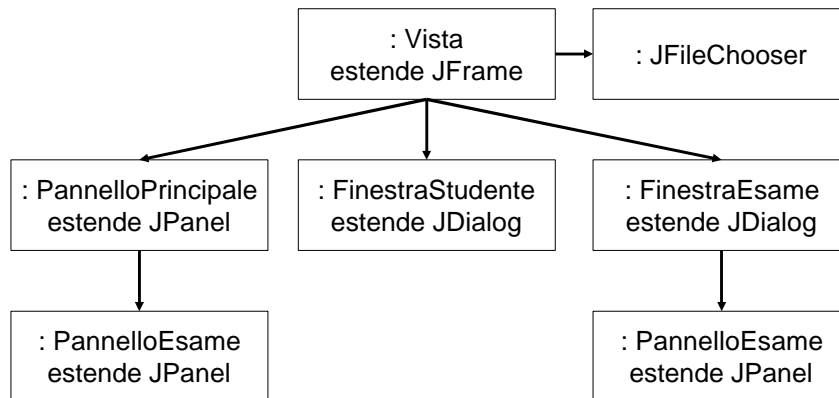 : Vista
estende JFrame
: JFileChooser
: PannelloPrincipale
estende JPanel
: FinestraStudente
estende JDialog
: FinestraEsame
estende JDialog
: PannelloEsame
estende JPanel
: PannelloEsame
estende JPanel